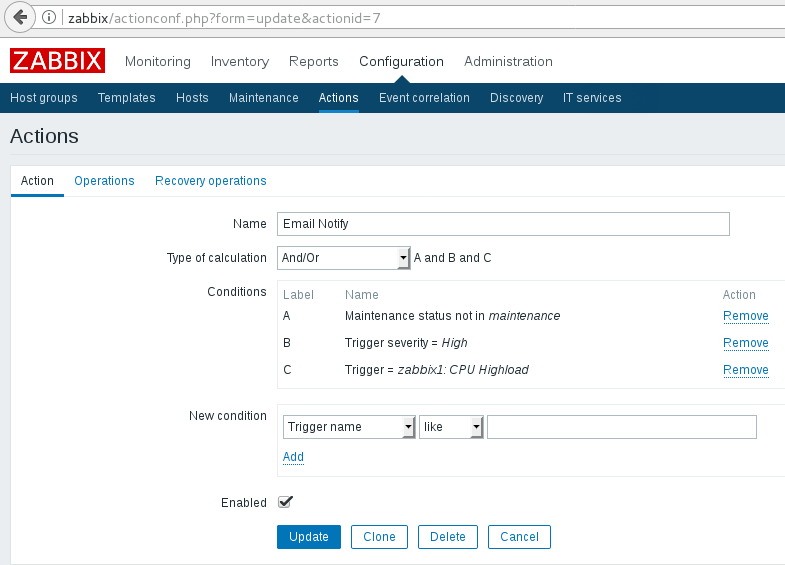 zabbix/actionconf.php?form=update&actionid=7
ZABBIX Monitoring Inventory Reports Configuration Administration
Host groups Templates Hosts Maintenance Actions Event correlation Discovery IT services
Actions
Action Operations Recovery operations
Name Email Notify
Type of calculation And/Or A and B and C
Conditions Label Name Action
A Maintenance status not in maintenance Remove
B Trigger severity = High Remove
C Trigger = zabbix1: CPU Highload Remove
New condition Trigger name like
Add
Enabled
Update Clone Delete Cancel